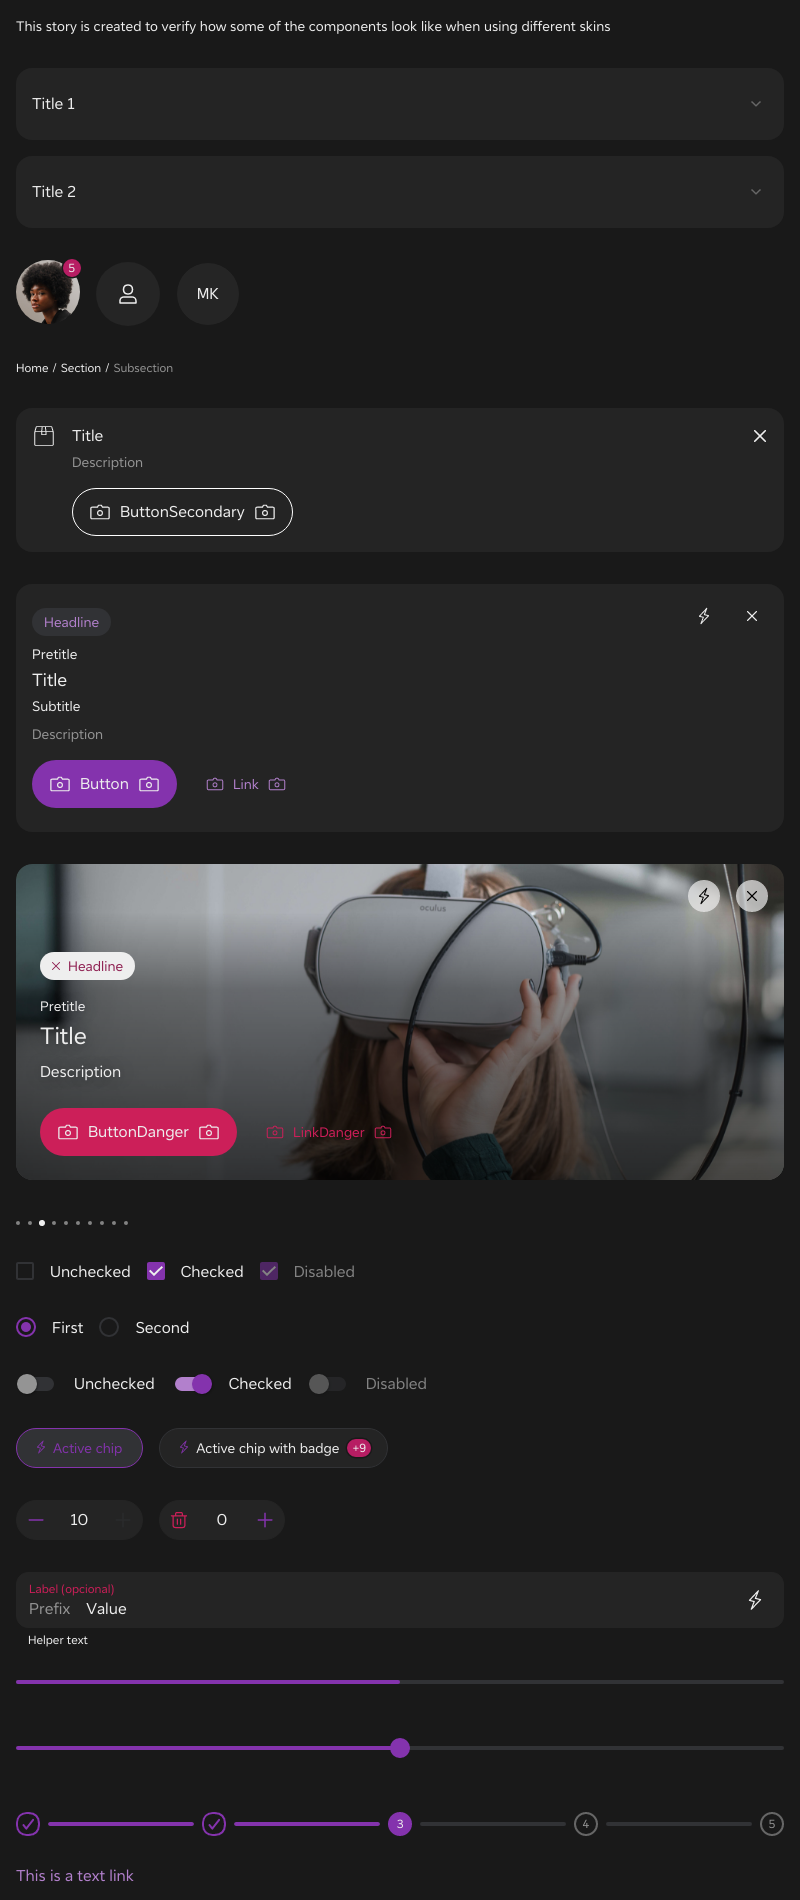 This story is created to verify how some of the components look like when using different skins
Title 1
Title 2
5
MK
Home / Section / Subsection
Title
Description
ButtonSecondary
Headline
Pretitle
Title
Subtitle
Description
Button Link
oculus
Headline
Pretitle
Title
Description
ButtonDanger LinkDanger
Unchecked Checked Disabled
First Second
Unchecked Checked Disabled
Active chip Active chip with badge +9
10 0
Label (opcional)
Prefix Value
Helper text
3 4 5
This is a text link